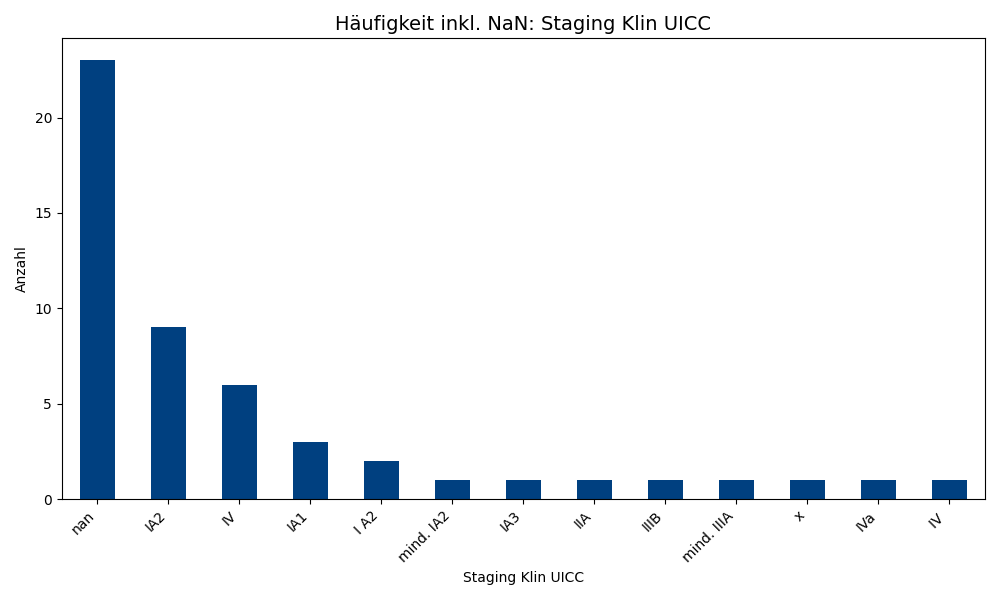 Häufigkeit inkl. NaN: Staging Klin UICC
Anzahl
20
15
10
5
0
nan
IA2
IV
IA1
I A2
mind. IA2
IA3
IIA
IIIB
mind. IIIA
x
IVa
IV
Staging Klin UICC